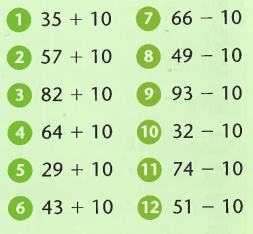 1 35 + 10
2 57 + 10
3 82 + 10
4 64 + 10
5 29 + 10
6 43 + 10
7 66 − 10
8 49 − 10
9 93 − 10
10 32 − 10
11 74 − 10
12 51 − 10